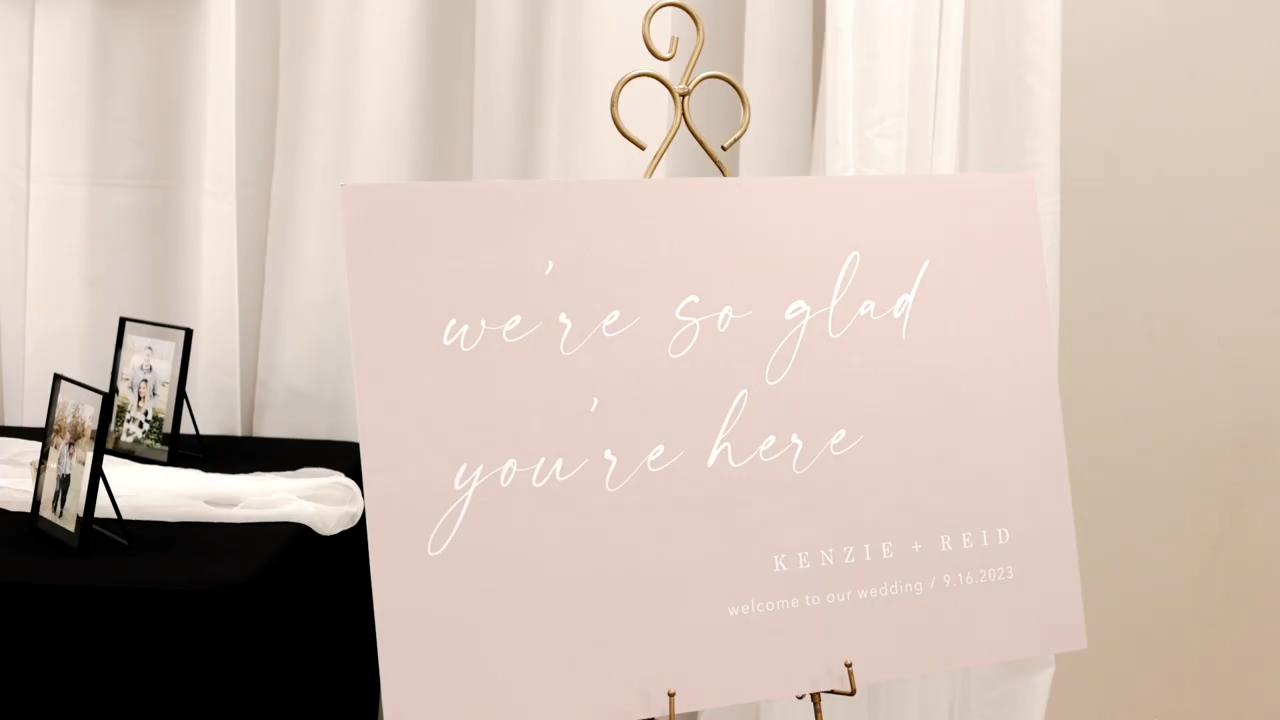 we're so glad
you're here
KENZIE + REID
welcome to our wedding / 9.16.2023